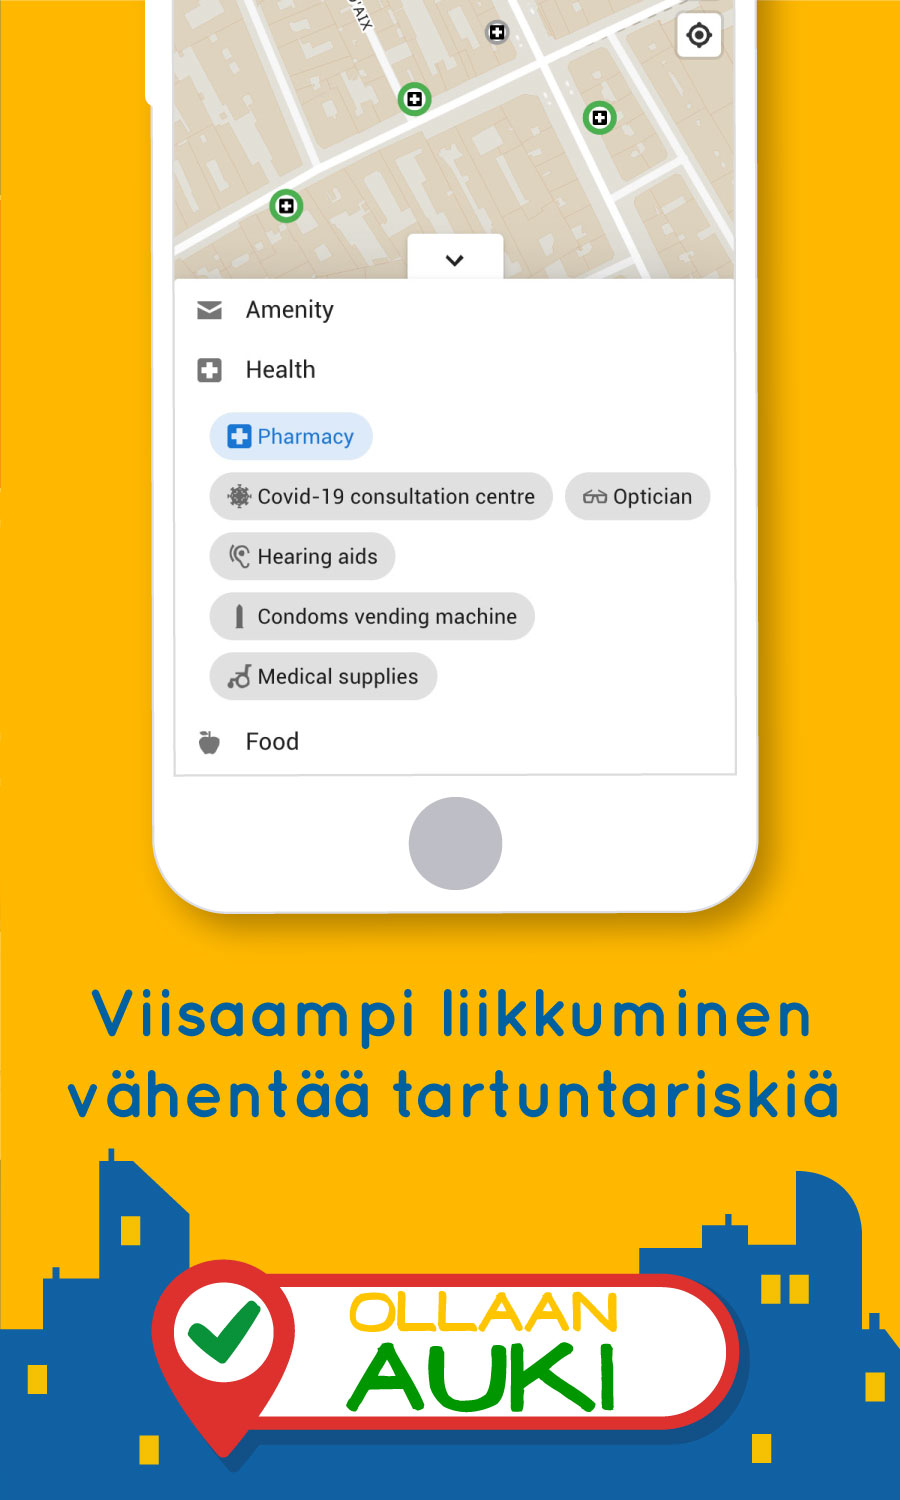 D'AIX
Amenity
Health
Pharmacy
Covid-19 consultation centre Optician
Hearing aids
Condoms vending machine
Medical supplies
Food
Viisaampi liikkuminen
vähentää tartuntariskiä
OLLAAN
AUKI